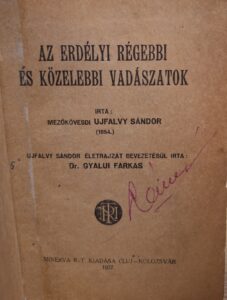 AZ ERDÉLYI RÉGEBBI
ÉS KÖZELEBBI VADÁSZATOK
IRTA:
MEZŐKÖVESDI UJFALVY SÁNDOR
(1854.)
UJFALVY SÁNDOR ÉLETRAJZÁT BEVEZETÉSÜL IRTA:
Dr. GYALUI FARKAS
MINERVA R.-T. KIADÁSA CLUJ-KOLOZSVÁR